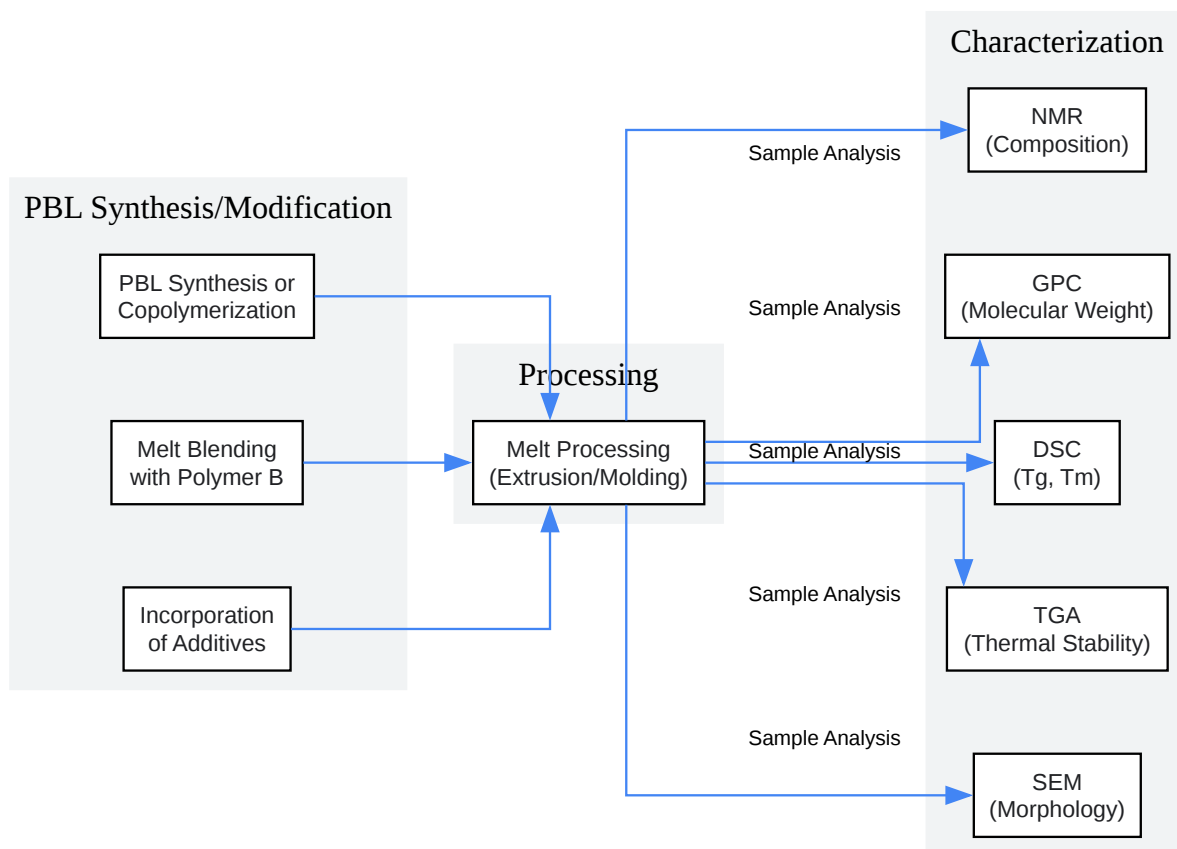 PBL Synthesis/Modification
PBL Synthesis or
Copolymerization
Melt Blending
with Polymer B
Incorporation
of Additives
Processing
Melt Processing
(Extrusion/Molding)
Sample Analysis
Sample Analysis
Sample Analysis
Sample Analysis
Sample Analysis
Characterization
NMR
(Composition)
GPC
(Molecular Weight)
DSC
(Tg, Tm)
TGA
(Thermal Stability)
SEM
(Morphology)